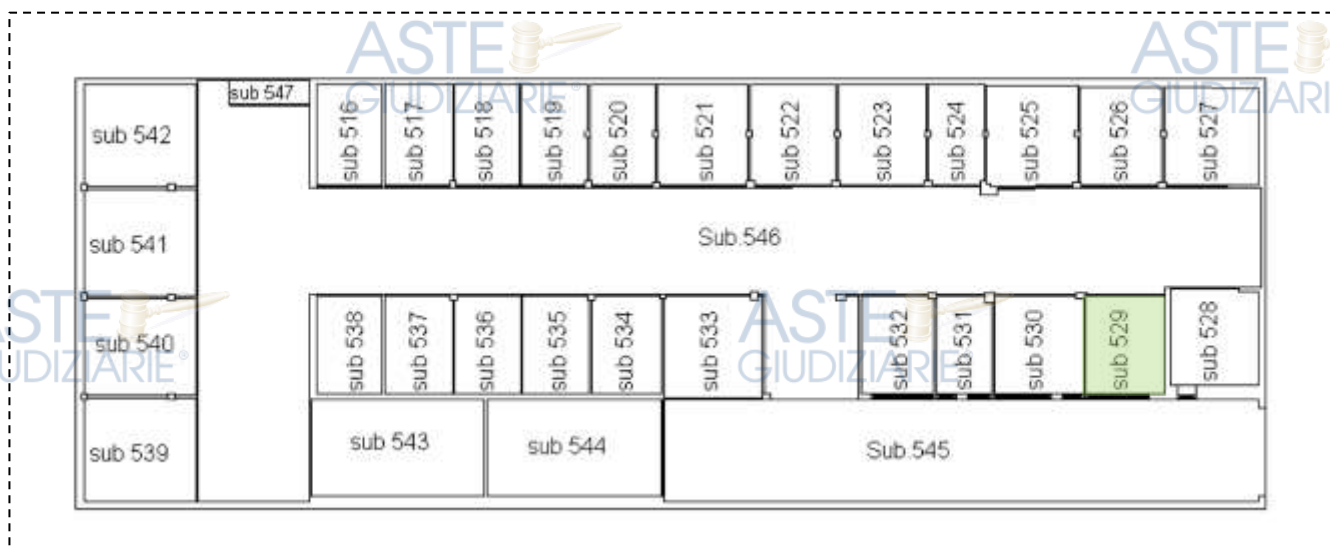 ASTE
GIUDIZIARIE®
ASTE
GIUDIZIARI
sub 547
sub 542
sub 516
sub 517
sub 518
sub 519
sub 520
sub 521
sub 522
sub 523
sub 524
sub 525
sub 526
sub 527
sub 541
Sub.546
STE
UDIZIARIE®
ASTE
GIUDIZIARIE®
sub 540
sub 538
sub 537
sub 536
sub 535
sub 534
sub 533
sub 532
sub 531
sub 530
sub 529
sub 528
sub 539
sub 543
sub 544
Sub.545